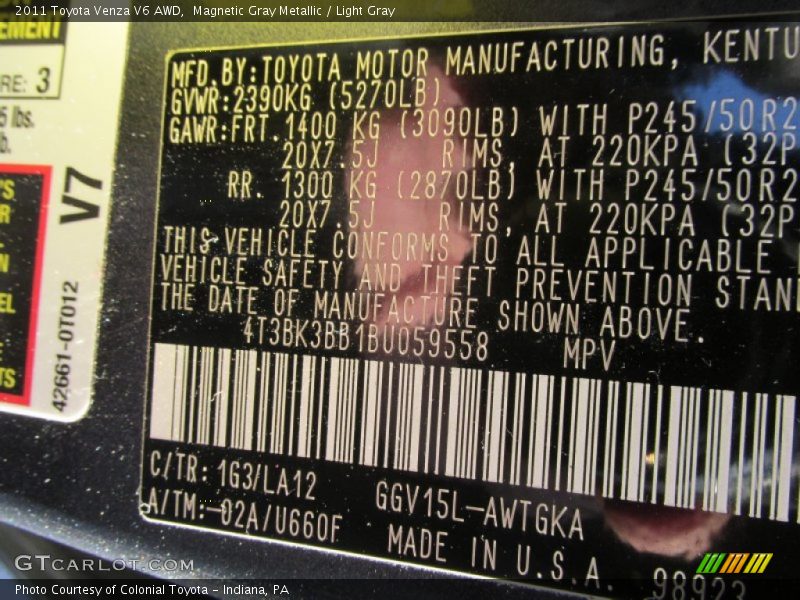 2011 Toyota Venza V6 AWD, Magnetic Gray Metallic / Light Gray
MFD. BY: TOYOTA MOTOR MANUFACTURING, KENTU
GVWR: 2390KG (5270LB)
GAWR: FRT. 1400 KG (3090LB) WITH P245/50R2
20X7.5J RIMS, AT 220KPA (32P
RR. 1300 KG (2870LB) WITH P245/50R2
20X7.5J RIMS, AT 220KPA (32P
THIS VEHICLE CONFORMS TO ALL APPLICABLE
VEHICLE SAFETY AND THEFT PREVENTION STAN
THE DATE OF MANUFACTURE SHOWN ABOVE.
4T3BK3BB1BU059558 MPV
C/TR: 1G3/LA12 GGV15L-AWTGKA
A/TM: -02A/U660F MADE IN U.S.A.
98923
RE: 3
lbs.
V7
42661-0T012
GTCARLOT.COM
Photo Courtesy of Colonial Toyota - Indiana, PA